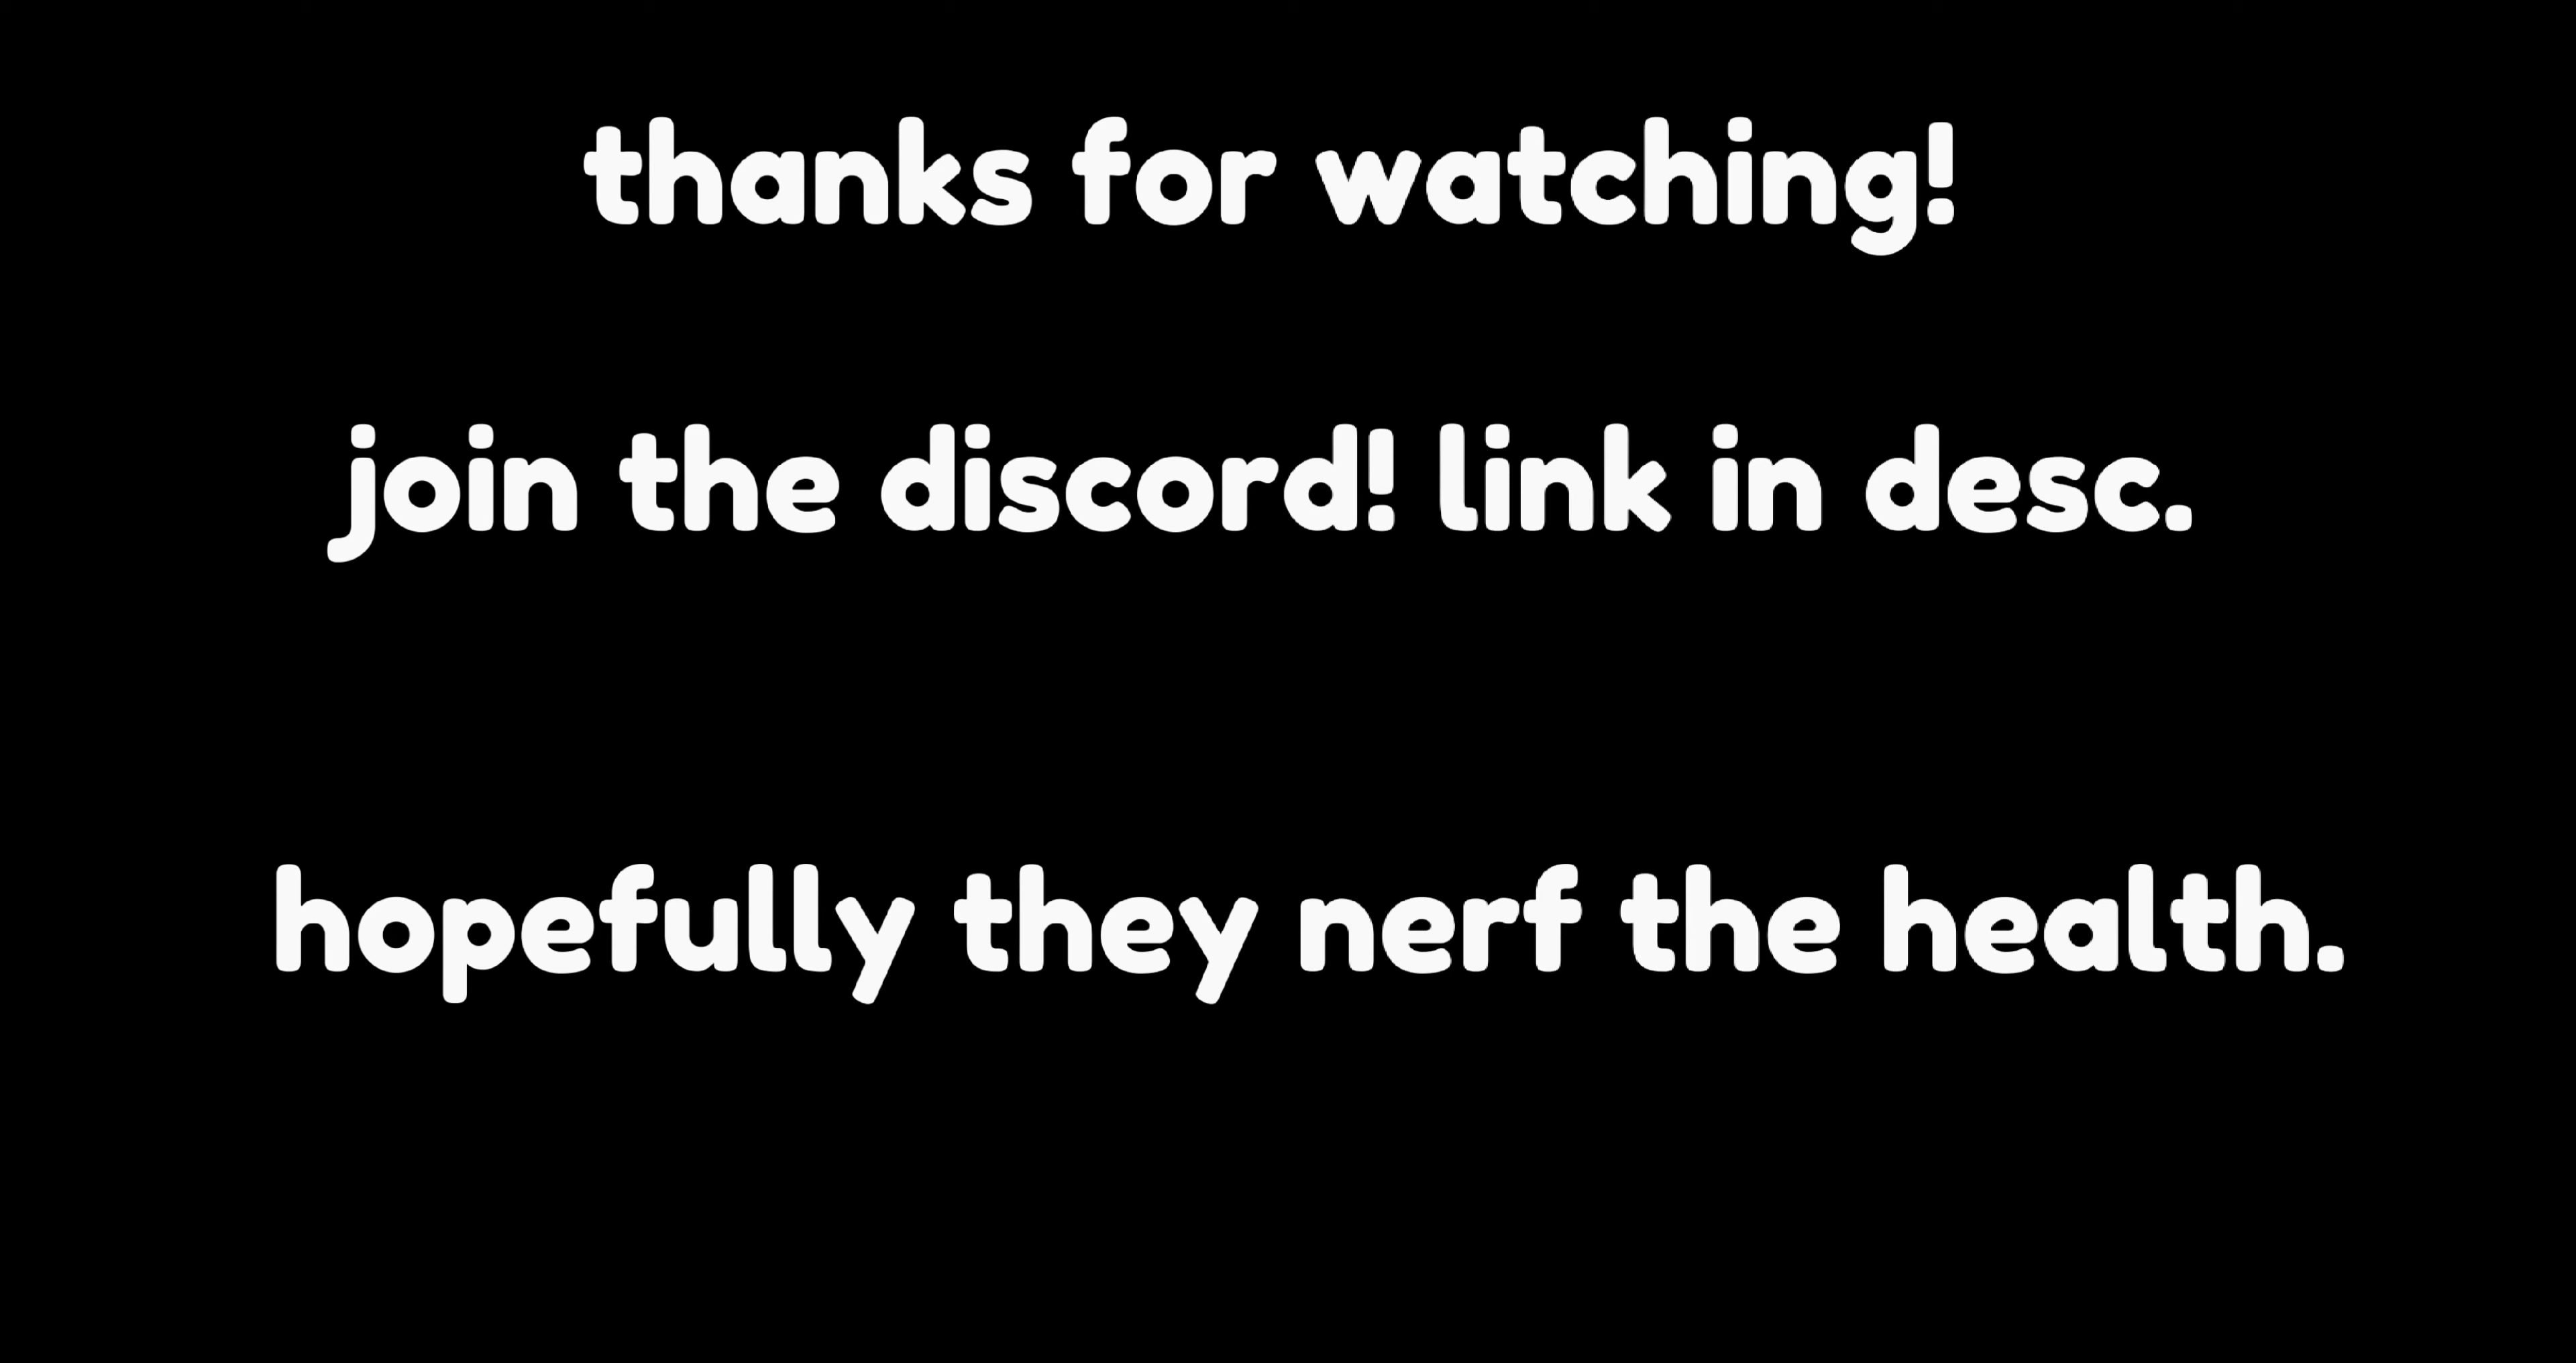 thanks for watching!
join the discord! link in desc.
hopefully they nerf the health.